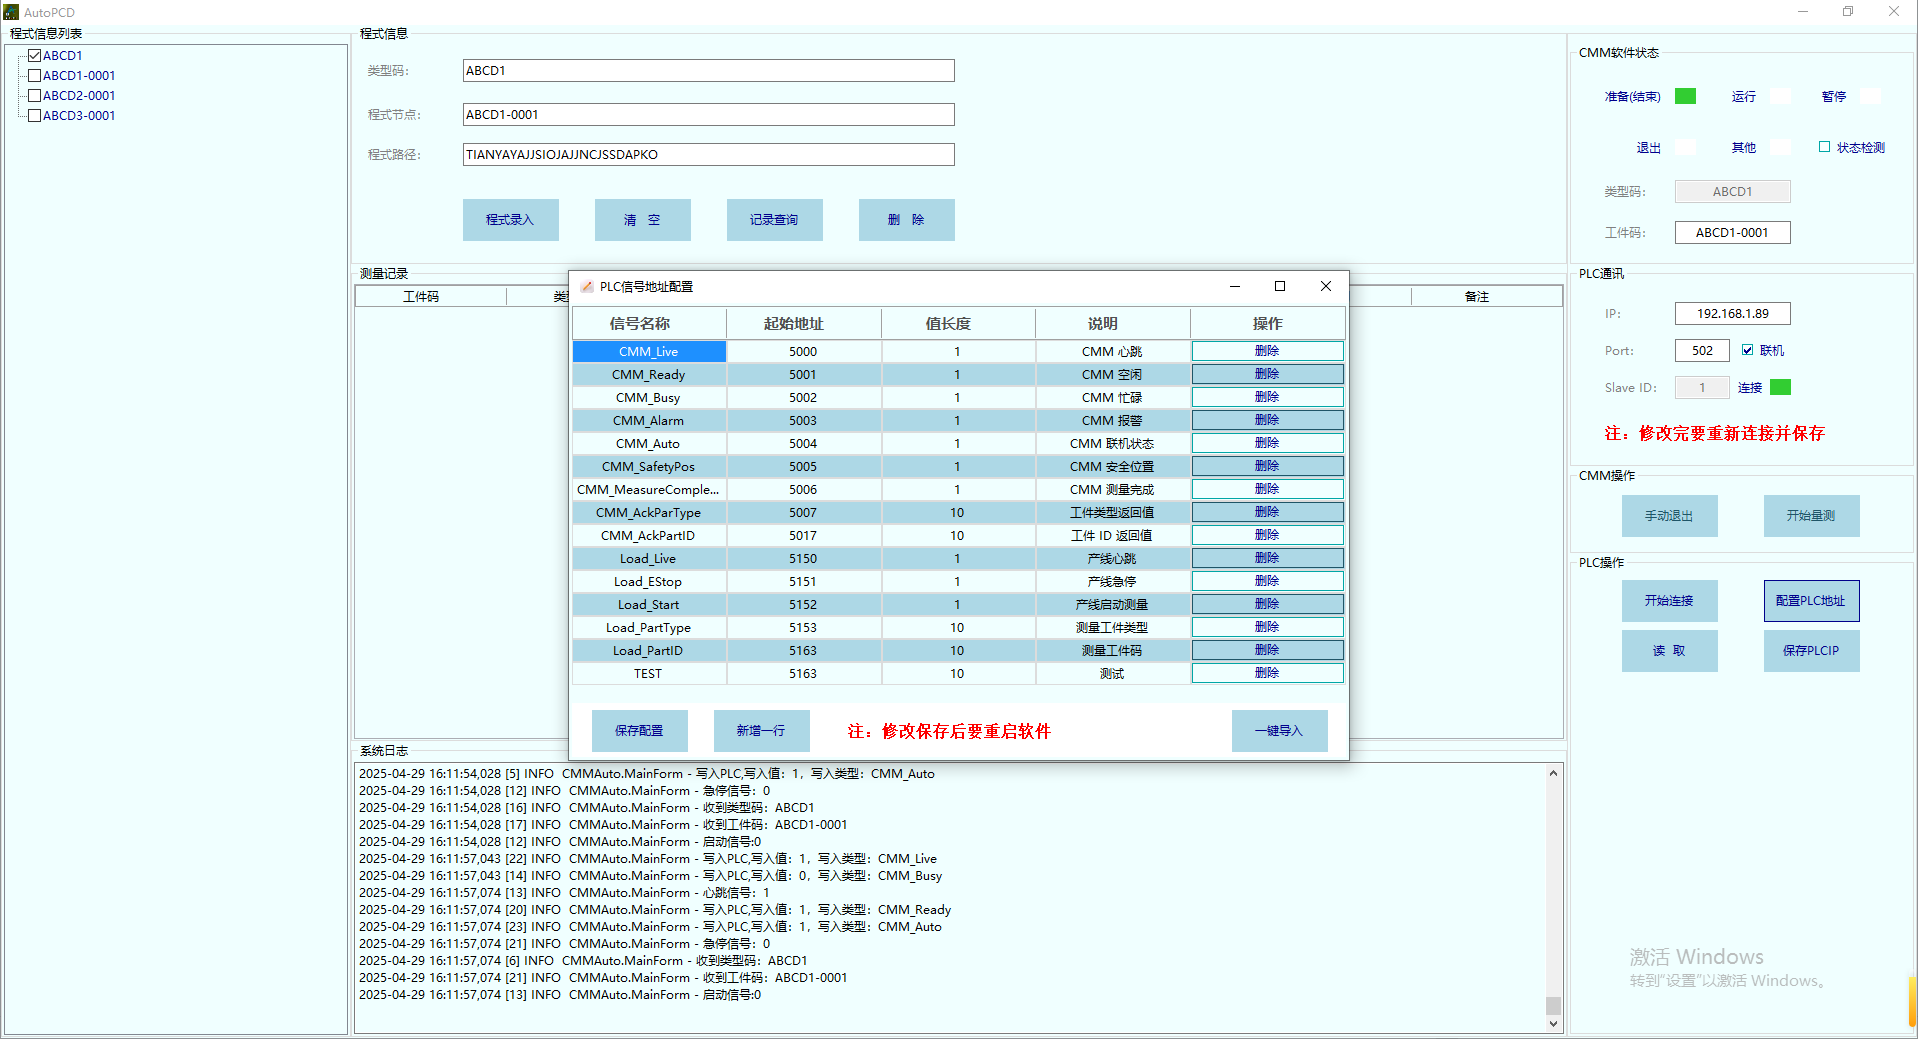 AutoPCD
程式信息列表
ABCD1
ABCD1-0001
ABCD2-0001
ABCD3-0001
程式信息
类型码: ABCD1
程式节点: ABCD1-0001
程式路径: TIANYAYAJJSIOJAJJNCJSSDAPKO
程式录入 清 空 记录查询 删 除
测量记录
工件码 备注
PLC信号地址配置
信号名称 起始地址 值长度 说明 操作
CMM_Live 5000 1 CMM 心跳 删除
CMM_Ready 5001 1 CMM 空闲 删除
CMM_Busy 5002 1 CMM 忙碌 删除
CMM_Alarm 5003 1 CMM 报警 删除
CMM_Auto 5004 1 CMM 联机状态 删除
CMM_SafetyPos 5005 1 CMM 安全位置 删除
CMM_MeasureComple... 5006 1 CMM 测量完成 删除
CMM_AckParType 5007 10 工件类型返回值 删除
CMM_AckPartID 5017 10 工件 ID 返回值 删除
Load_Live 5150 1 产线心跳 删除
Load_EStop 5151 1 产线急停 删除
Load_Start 5152 1 产线启动测量 删除
Load_PartType 5153 10 测量工件类型 删除
Load_PartID 5163 10 测量工件码 删除
TEST 5163 10 测试 删除
保存配置 新增一行 注：修改保存后要重启软件 一键导入
系统日志
2025-04-29 16:11:54,028 [5] INFO CMMAuto.MainForm - 写入PLC,写入值：1，写入类型：CMM_Auto
2025-04-29 16:11:54,028 [12] INFO CMMAuto.MainForm - 急停信号：0
2025-04-29 16:11:54,028 [16] INFO CMMAuto.MainForm - 收到类型码：ABCD1
2025-04-29 16:11:54,028 [17] INFO CMMAuto.MainForm - 收到工件码：ABCD1-0001
2025-04-29 16:11:54,028 [12] INFO CMMAuto.MainForm - 启动信号:0
2025-04-29 16:11:57,043 [22] INFO CMMAuto.MainForm - 写入PLC,写入值：1，写入类型：CMM_Live
2025-04-29 16:11:57,043 [14] INFO CMMAuto.MainForm - 写入PLC,写入值：0，写入类型：CMM_Busy
2025-04-29 16:11:57,074 [13] INFO CMMAuto.MainForm - 心跳信号：1
2025-04-29 16:11:57,074 [20] INFO CMMAuto.MainForm - 写入PLC,写入值：1，写入类型：CMM_Ready
2025-04-29 16:11:57,074 [23] INFO CMMAuto.MainForm - 写入PLC,写入值：1，写入类型：CMM_Auto
2025-04-29 16:11:57,074 [21] INFO CMMAuto.MainForm - 急停信号：0
2025-04-29 16:11:57,074 [6] INFO CMMAuto.MainForm - 收到类型码：ABCD1
2025-04-29 16:11:57,074 [21] INFO CMMAuto.MainForm - 收到工件码：ABCD1-0001
2025-04-29 16:11:57,074 [13] INFO CMMAuto.MainForm - 启动信号:0
CMM软件状态
准备(结束) 运行 暂停
退出 其他 状态检测
类型码: ABCD1
工件码: ABCD1-0001
PLC通讯
IP: 192.168.1.89
Port: 502 联机
Slave ID: 1 连接
注：修改完要重新连接并保存
CMM操作
手动退出 开始量测
PLC操作
开始连接 配置PLC地址
读 取 保存PLCIP
激活 Windows
转到“设置”以激活 Windows。